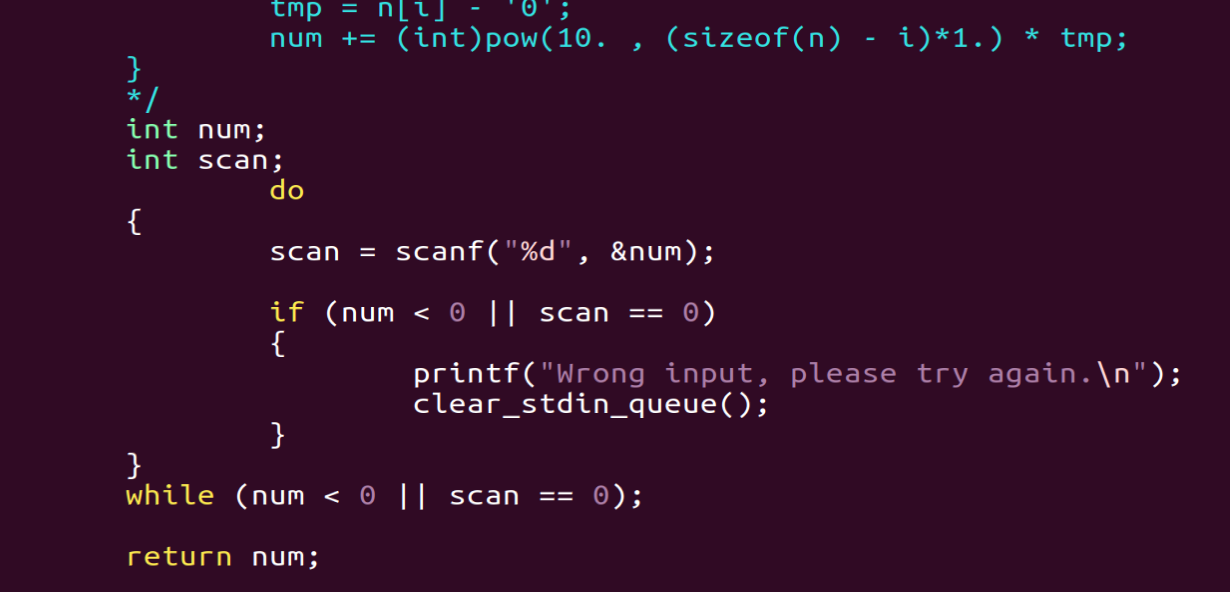 tmp = n[i] - '0';
num += (int)pow(10. , (sizeof(n) - i)*1.) * tmp;
}
*/
int num;
int scan;
do
{
scan = scanf("%d", &num);
if (num < 0 || scan == 0)
{
printf("Wrong input, please try again.\n");
clear_stdin_queue();
}
}
while (num < 0 || scan == 0);
return num;